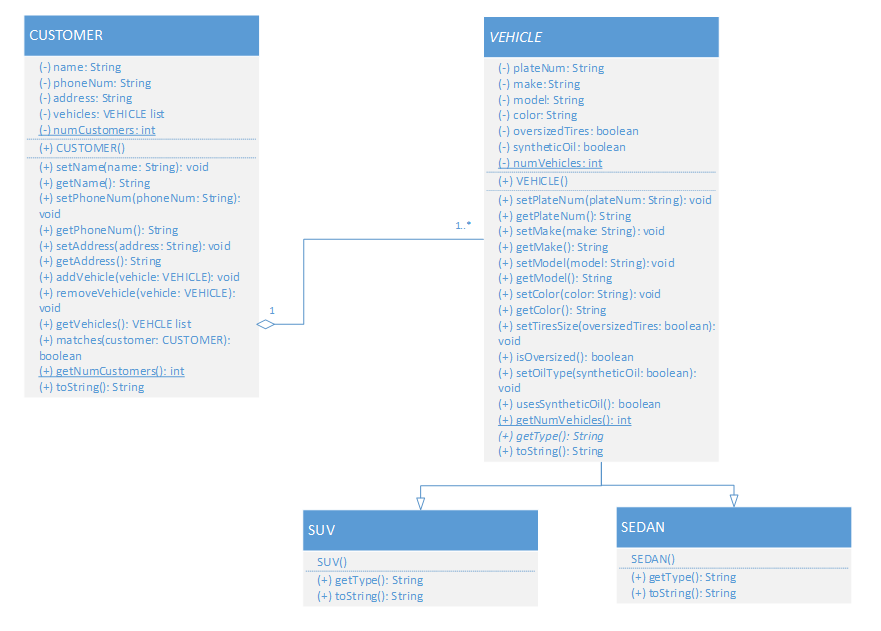 CUSTOMER
(-) name: String
(-) phoneNum: String
(-) address: String
(-) vehicles: VEHICLE list
(-) numCustomers: int
(+) CUSTOMER()
(+) setName(name: String): void
(+) getName(): String
(+) setPhoneNum(phoneNum: String):
void
(+) getPhoneNum(): String
(+) setAddress(address: String): void
(+) getAddress(): String
(+) addVehicle(vehicle: VEHICLE): void
(+) removeVehicle(vehicle: VEHICLE):
void
(+) getVehicles(): VEHCLE list
(+) matches(customer: CUSTOMER):
boolean
(+) getNumCustomers(): int
(+) toString(): String
1
1..*
VEHICLE
(-) plateNum: String
(-) make: String
(-) model: String
(-) color: String
(-) oversizedTires: boolean
(-) syntheticOil: boolean
(-) numVehicles: int
(+) VEHICLE()
(+) setPlateNum(plateNum: String): void
(+) getPlateNum(): String
(+) setMake(make: String): void
(+) getMake(): String
(+) setModel(model: String): void
(+) getModel(): String
(+) setColor(color: String): void
(+) getColor(): String
(+) setTiresSize(oversizedTires: boolean):
void
(+) isOversized(): boolean
(+) setOilType(syntheticOil: boolean):
void
(+) usesSyntheticOil(): boolean
(+) getNumVehicles(): int
(+) getType(): String
(+) toString(): String
SUV
SUV()
(+) getType(): String
(+) toString(): String
SEDAN
SEDAN()
(+) getType(): String
(+) toString(): String